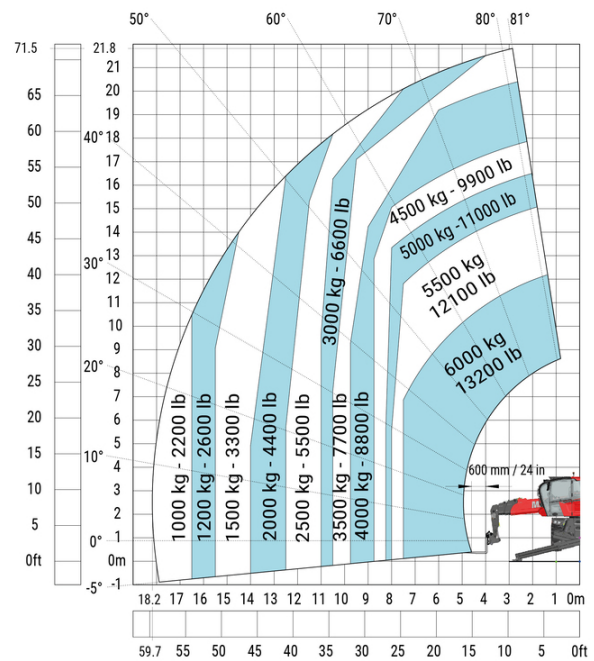 50° 60° 70° 80° 81°
71.5 21.8
21
65 20
19
60 40° 18
17
55 16
50 15
14
45 13
40 30° 12
11
35 10
30 9
8
25 20° 7
20 6
5
15 10° 4
10 3
2
5 0° 1
0ft 0m
-5° -1
4500 kg - 9900 lb
5000 kg -11000 lb
5500 kg
12100 lb
6000 kg
13200 lb
3000 kg - 6600 lb
1000 kg - 2200 lb
1200 kg - 2600 lb
1500 kg - 3300 lb
2000 kg - 4400 lb
2500 kg - 5500 lb
3500 kg - 7700 lb
4000 kg - 8800 lb
600 mm / 24 in
18.2 17 16 15 14 13 12 11 10 9 8 7 6 5 4 3 2 1 0m
59.7 55 50 45 40 35 30 25 20 15 10 5 0ft